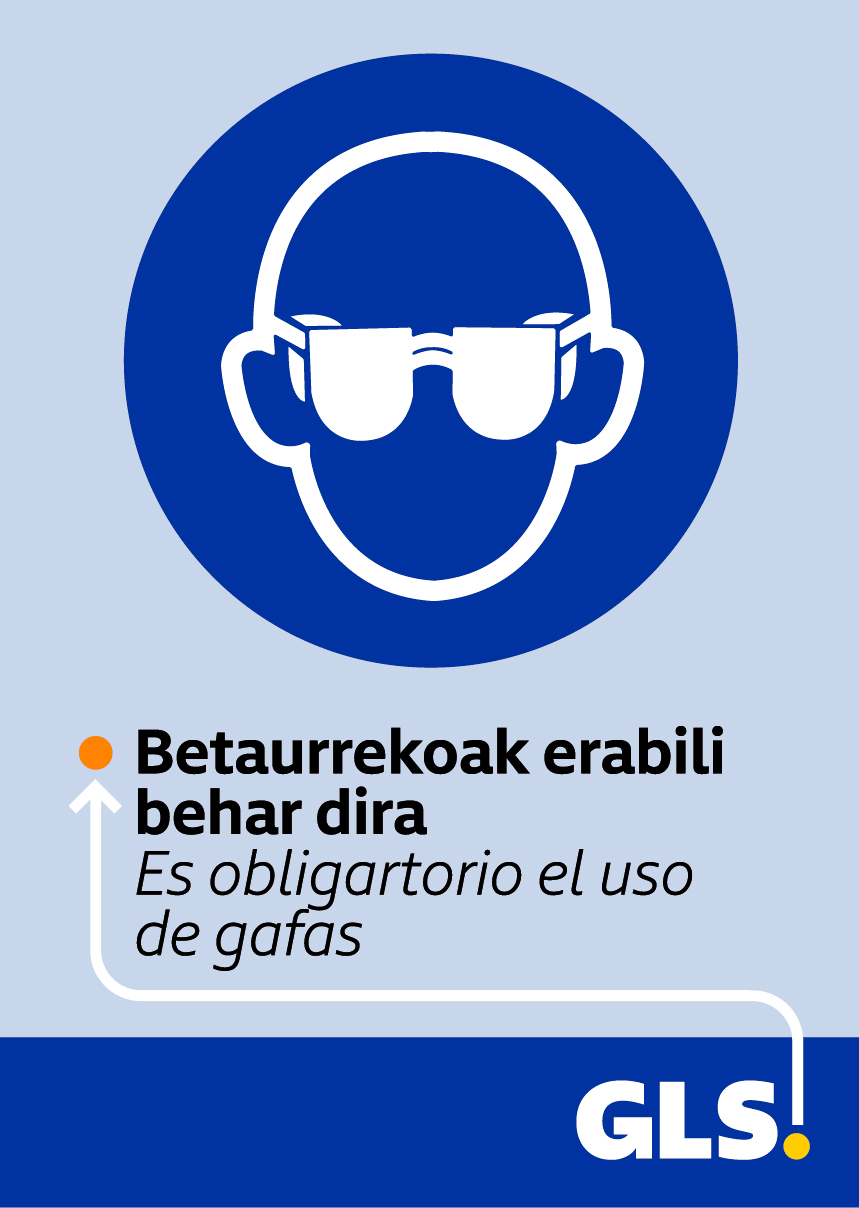 Betaurrekoak erabili
behar dira
Es obligartorio el uso
de gafas
GLS.